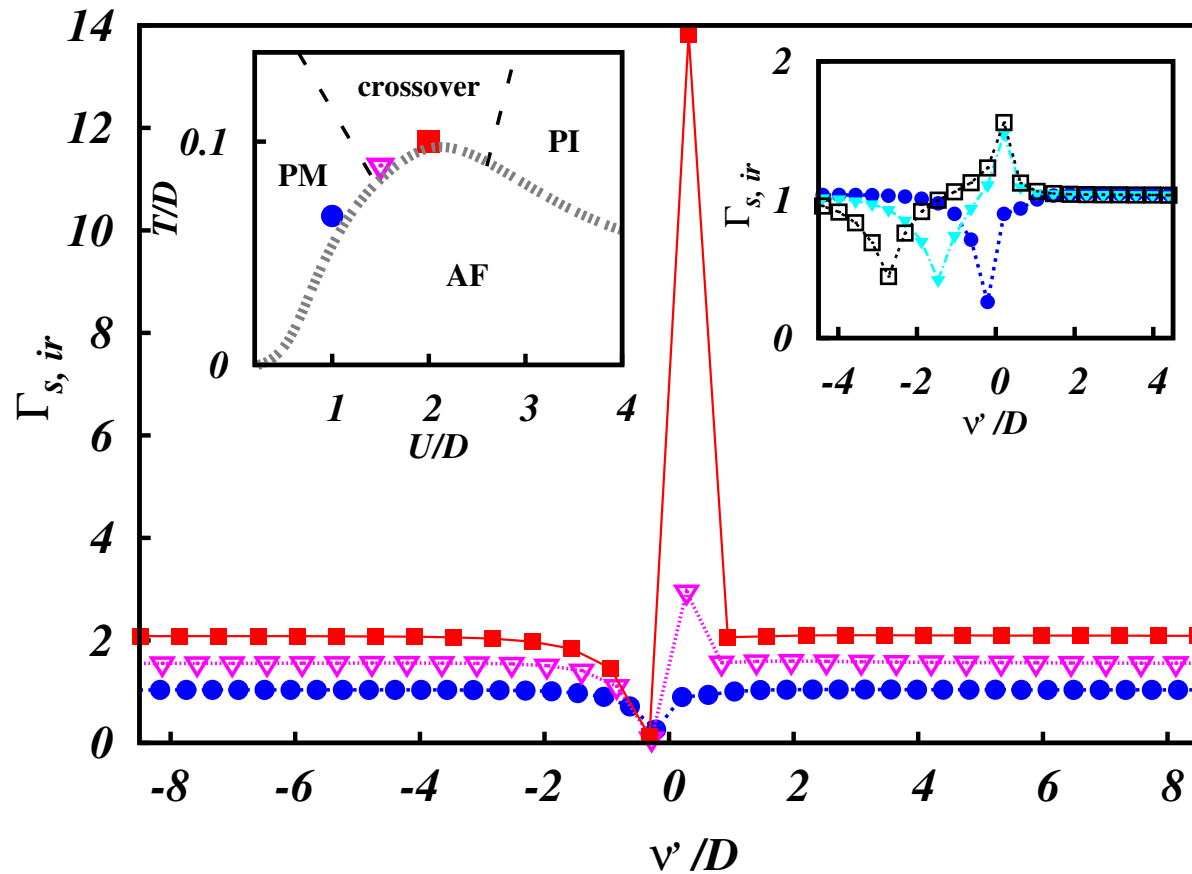 14
12
10
8
6
4
2
0
Γs, ir
-8 -6 -4 -2 0 2 4 6 8
ν' /D
crossover
PI
PM
AF
0.1
0
T/D
1 2 3 4
U/D
2
1
0
Γs, ir
-4 -2 0 2 4
ν' /D